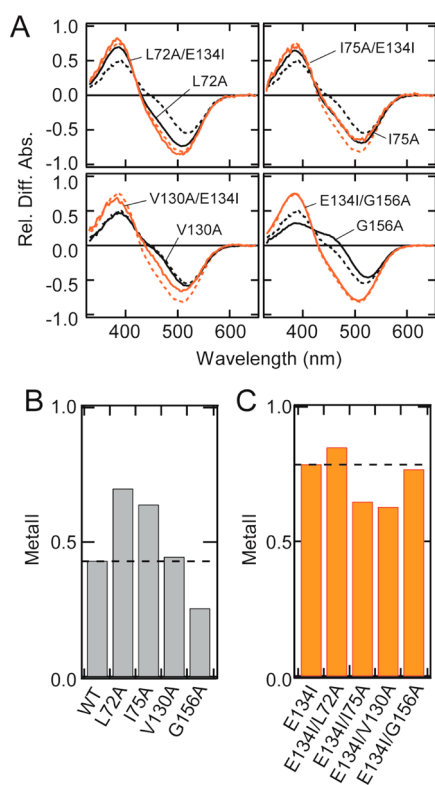 A
Rel. Diff. Abs.
1.0
0.5
0.0
-0.5
-1.0
L72A/E134I
L72A
I75A/E134I
I75A
1.0
0.5
0.0
-0.5
-1.0
V130A/E134I
V130A
E134I/G156A
G156A
400 500 600
400 500 600
Wavelength (nm)
B
MetaII
1.0
0.5
0.0
WT
L72A
I75A
V130A
G156A
C
MetaII
1.0
0.5
0.0
E134I
E134I/L72A
E134I/I75A
E134I/V130A
E134I/G156A